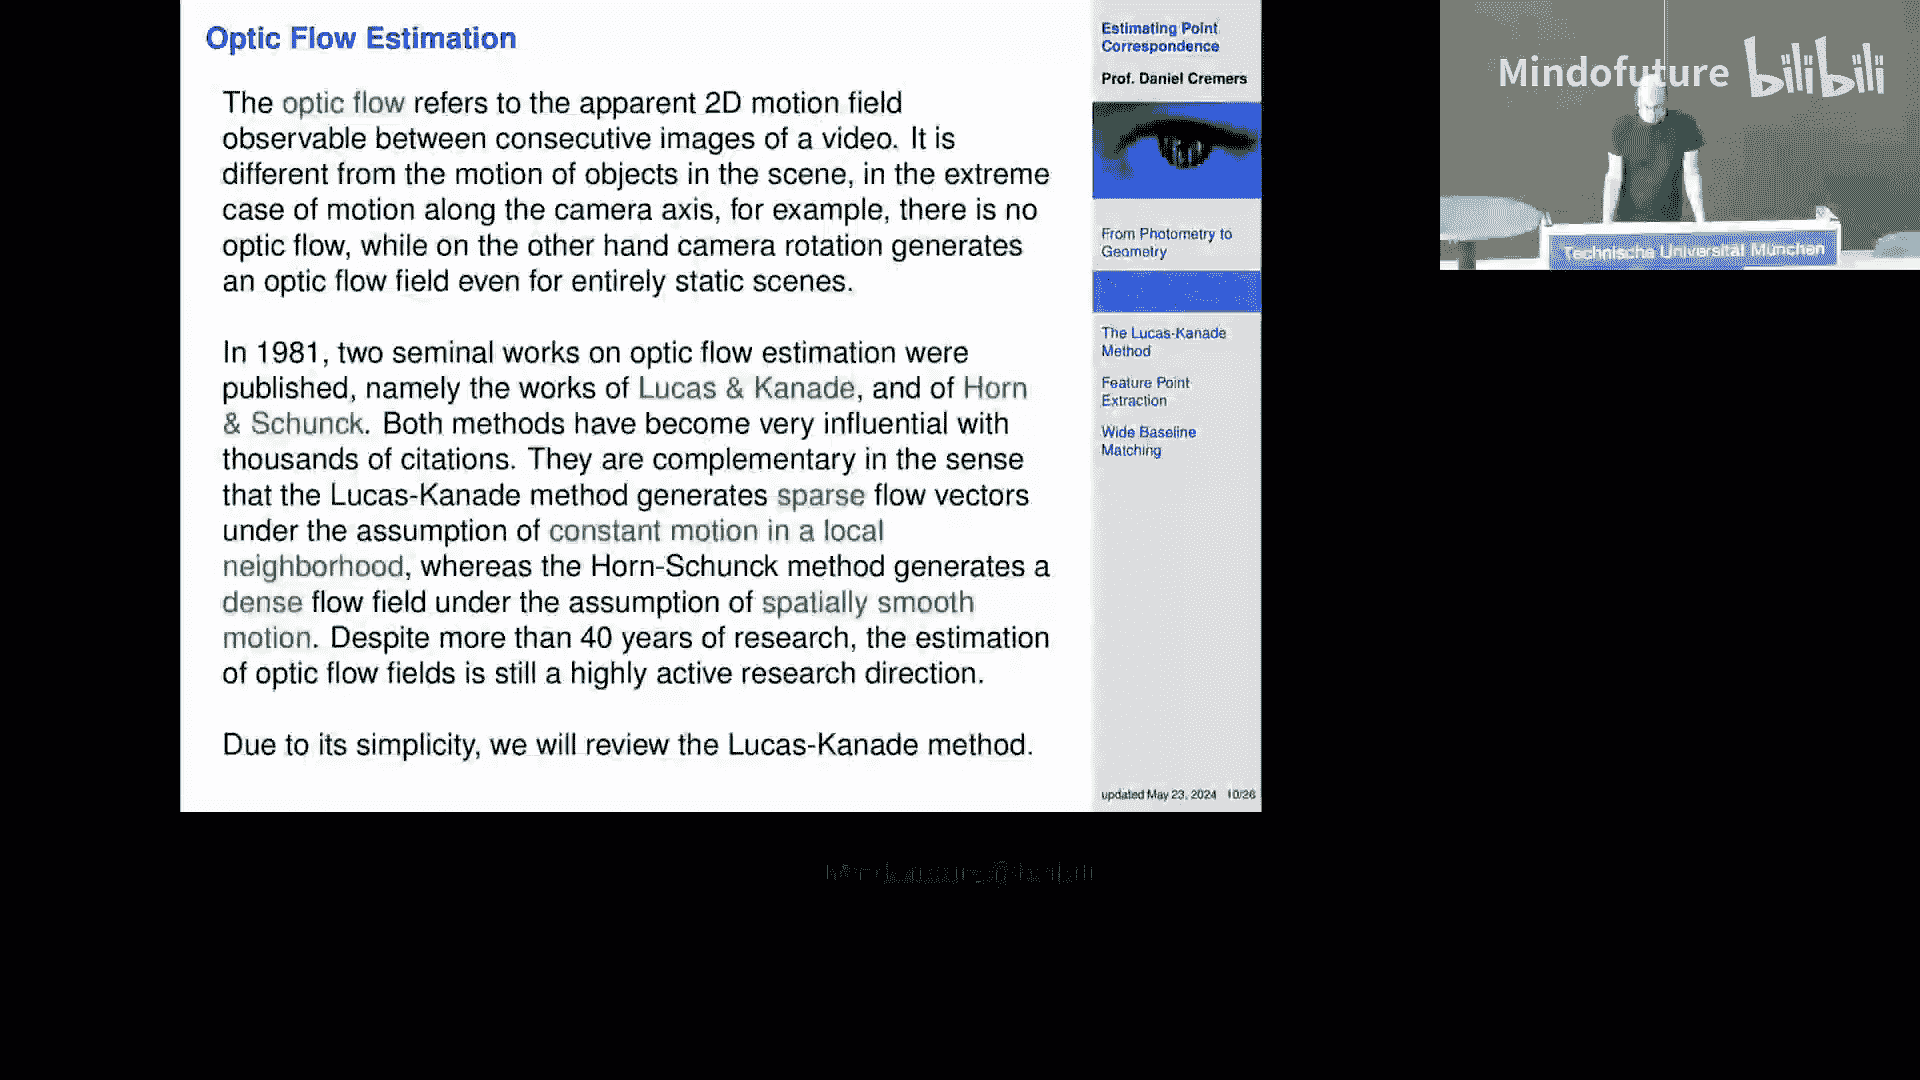 Optic Flow Estimation
The optic flow refers to the apparent 2D motion field
observable between consecutive images of a video. It is
different from the motion of objects in the scene, in the extreme
case of motion along the camera axis, for example, there is no
optic flow, while on the other hand camera rotation generates
an optic flow field even for entirely static scenes.
In 1981, two seminal works on optic flow estimation were
published, namely the works of Lucas & Kanade, and of Horn
& Schunck. Both methods have become very influential with
thousands of citations. They are complementary in the sense
that the Lucas-Kanade method generates sparse flow vectors
under the assumption of constant motion in a local
neighborhood, whereas the Horn-Schunck method generates a
dense flow field under the assumption of spatially smooth
motion. Despite more than 40 years of research, the estimation
of optic flow fields is still a highly active research direction.
Due to its simplicity, we will review the Lucas-Kanade method.
Estimating Point
Correspondence
Prof. Daniel Cremers
From Photometry to
Geometry
The Lucas-Kanade
Method
Feature Point
Extraction
Wide Baseline
Matching
updated May 23, 2024 10/26
Mindofuture bilibili
Technische Universität München